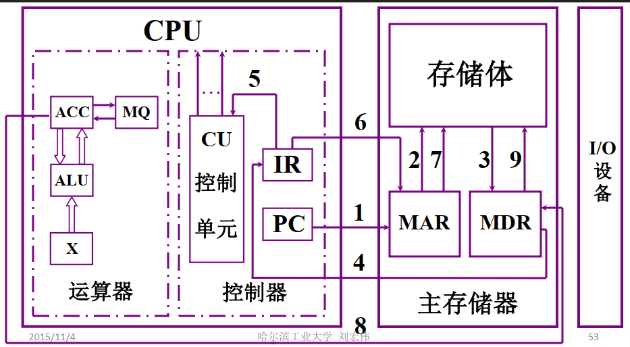 CPU
存储体
5
ACC
MQ
CU
控制
单元
6
IR
2
7
3
9
I/O
设
备
ALU
PC
1
MAR
MDR
X
4
运算器
控制器
主存储器
8
2015/11/4
哈尔滨工业大学 刘宏伟
53